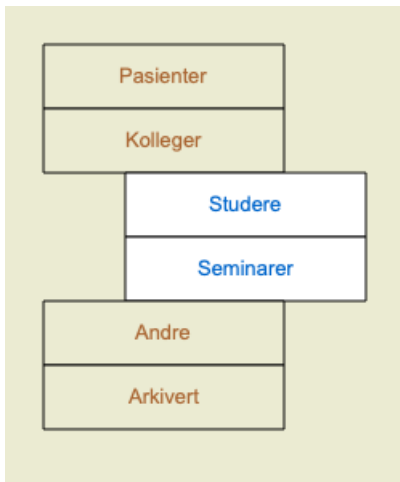 Pasienter
Kolleger
Studere
Seminarer
Andre
Arkivert